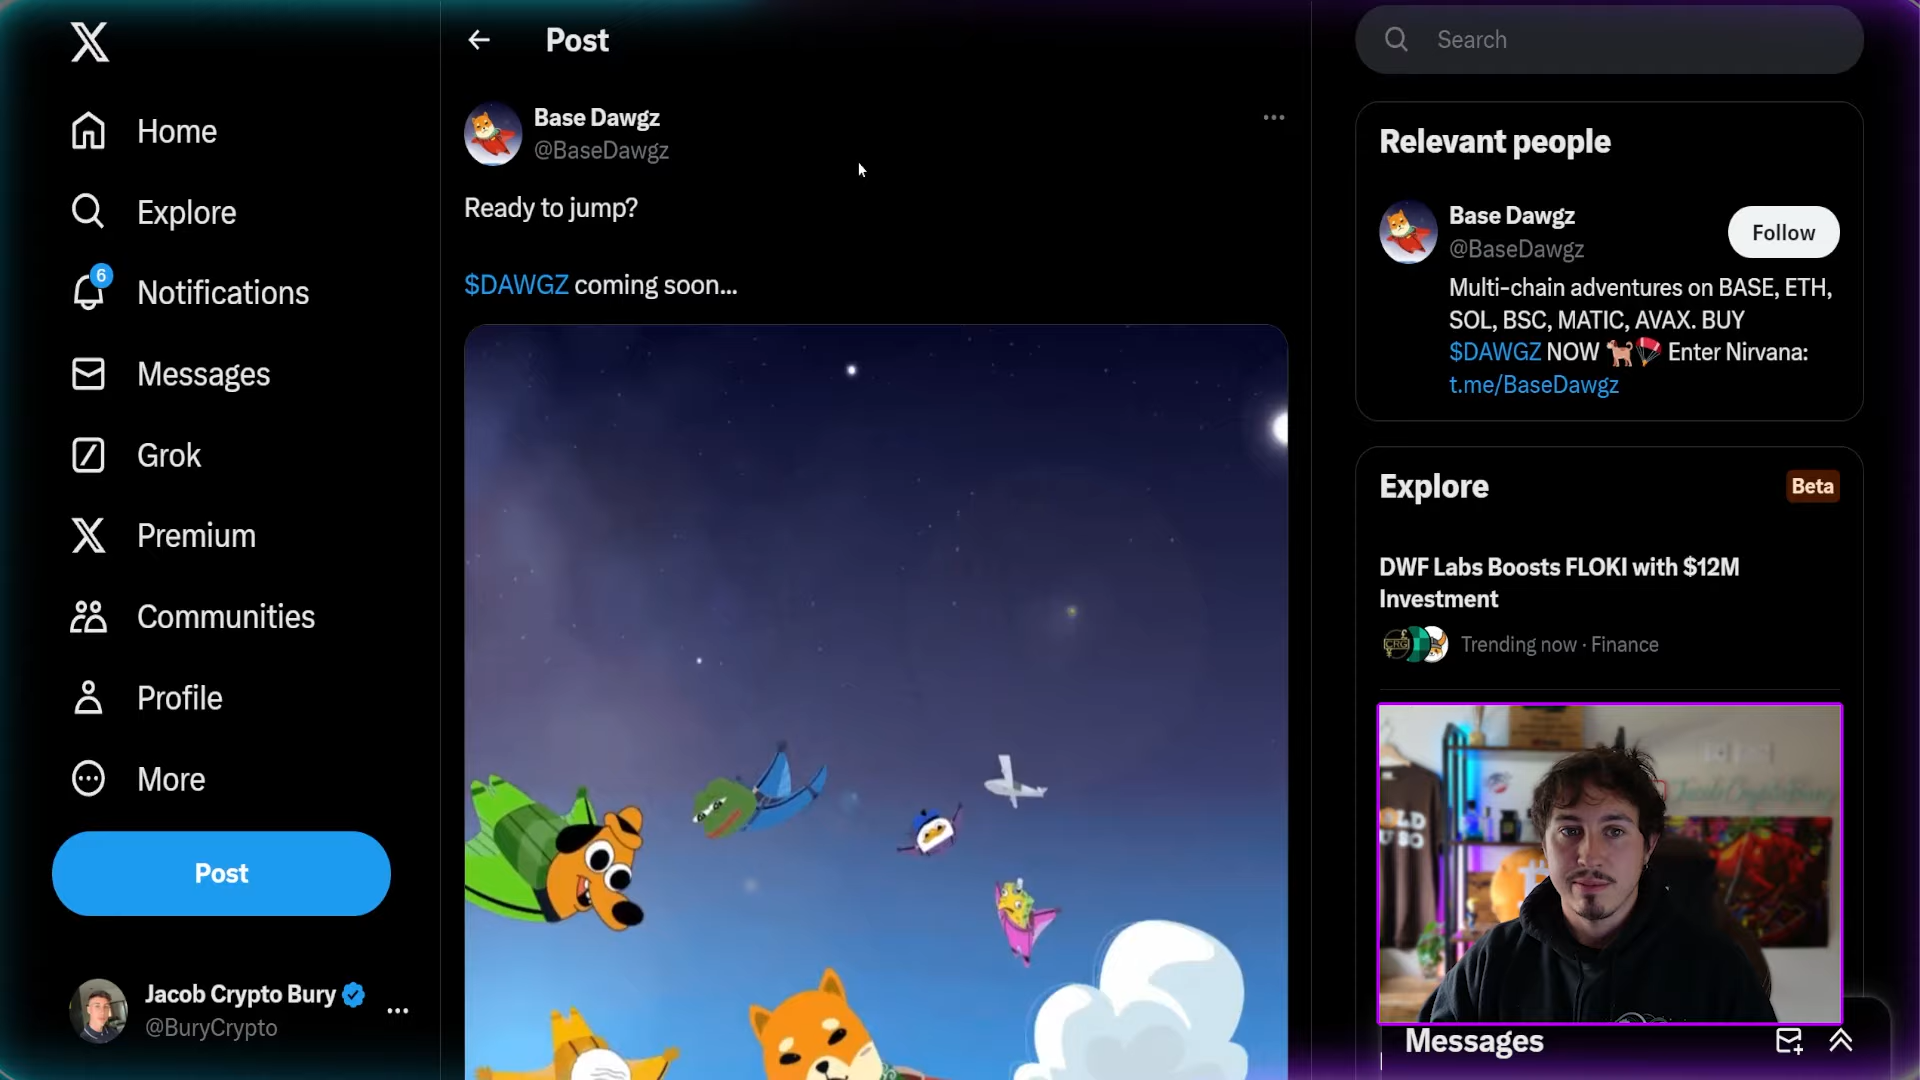 Post
Search
Home
Explore
Notifications
6
Messages
Grok
Premium
Communities
Profile
More
Post
Jacob Crypto Bury
@BuryCrypto
Base Dawgz
@BaseDawgz
Ready to jump?
$DAWGZ coming soon...
Relevant people
Base Dawgz
@BaseDawgz
Follow
Multi-chain adventures on BASE, ETH,
SOL, BSC, MATIC, AVAX. BUY
$DAWGZ NOW 🐕🪂 Enter Nirvana:
t.me/BaseDawgz
Explore
Beta
DWF Labs Boosts FLOKI with $12M
Investment
Trending now · Finance
Jacob Crypto Bury
Messages